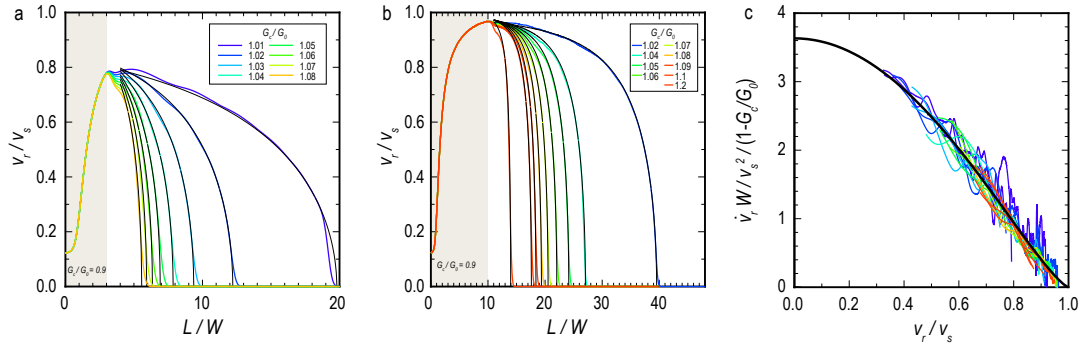 a
v_r / v_s
1.0
0.8
0.6
0.4
0.2
0.0
G_c / G_0
1.01 1.05
1.02 1.06
1.03 1.07
1.04 1.08
G_c / G_0 = 0.9
0 10 20
L / W
b
v_r / v_s
1.0
0.8
0.6
0.4
0.2
0.0
G_c / G_0
1.02 1.07
1.04 1.08
1.05 1.09
1.06 1.1
1.2
G_c / G_0 = 0.9
0 10 20 30 40
L / W
c
v̇_r W / v_s² / (1-G_c/G_0)
4
3
2
1
0
0.0 0.2 0.4 0.6 0.8 1.0
v_r / v_s